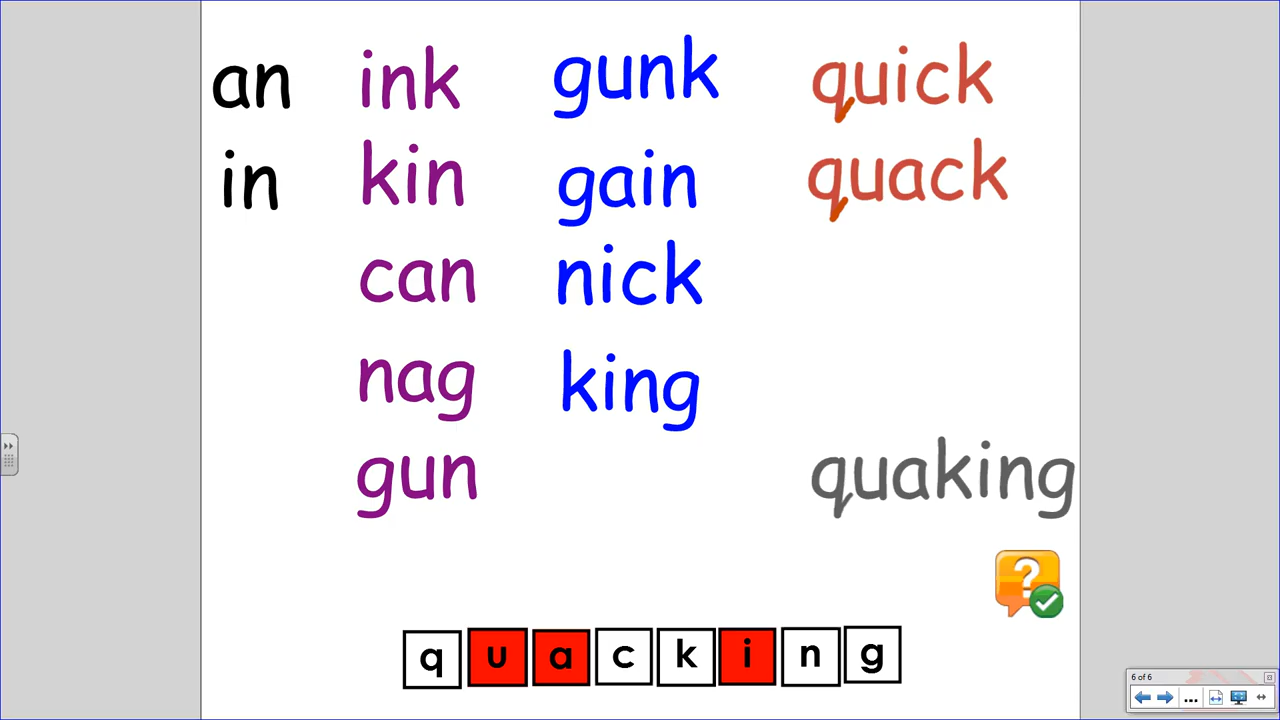 an ink gunk quick
in kin gain quack
can nick
nag king
gun quaking
?
q u a c k i n g
6 of 6
...